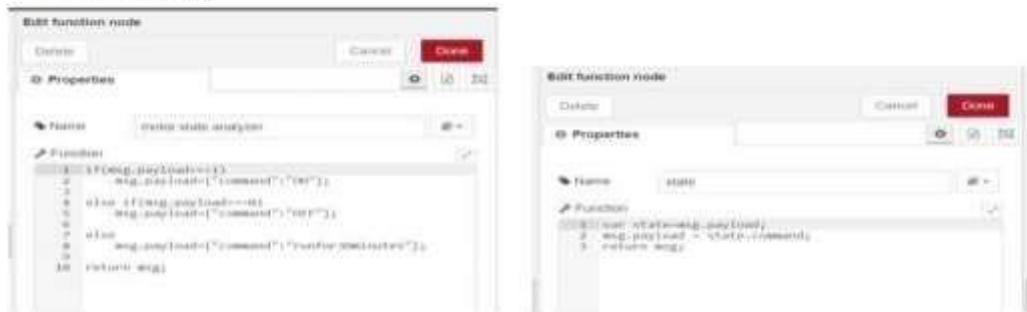 Edit function node
Delete
Cancel
Done
Properties
Name
motor state analyzer
Function
1 if(msg.payload===1)
2 msg.payload={"command":"ON"};
3
4 else if(msg.payload===0)
5 msg.payload={"command":"OFF"};
6
7 else
8 msg.payload={"command":"runfor30minutes"};
9
10 return msg;
Edit function node
Delete
Cancel
Done
Properties
Name
state
Function
1 var state=msg.payload;
2 msg.payload = state.command;
3 return msg;